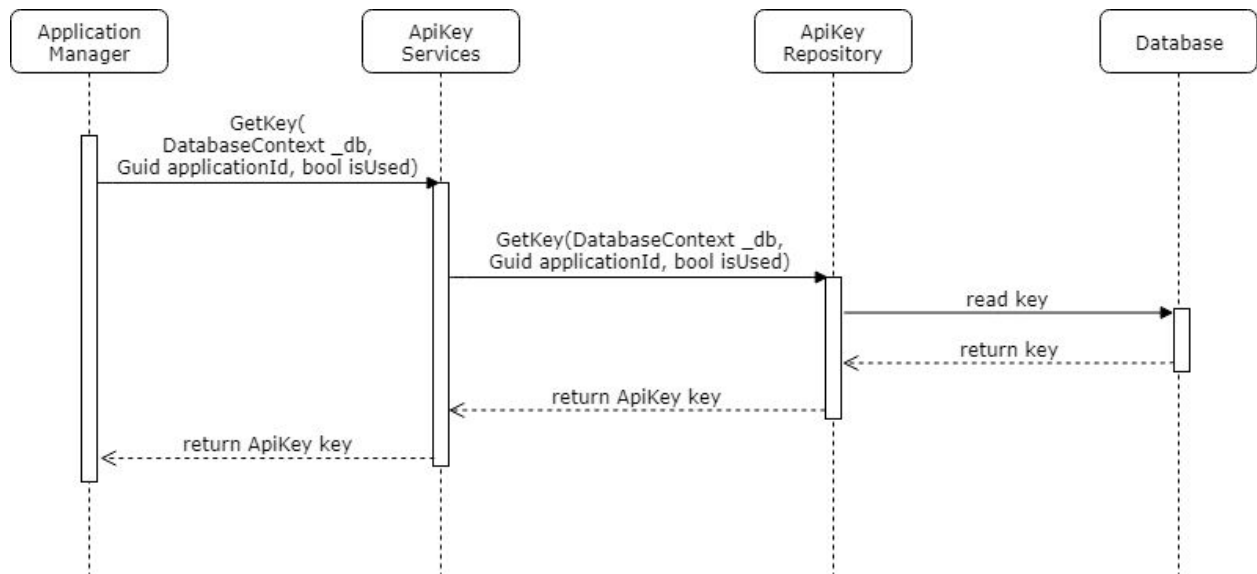 Application
Manager
ApiKey
Services
ApiKey
Repository
Database
GetKey(
DatabaseContext _db,
Guid applicationId, bool isUsed)
GetKey(DatabaseContext _db,
Guid applicationId, bool isUsed)
read key
return key
return ApiKey key
return ApiKey key